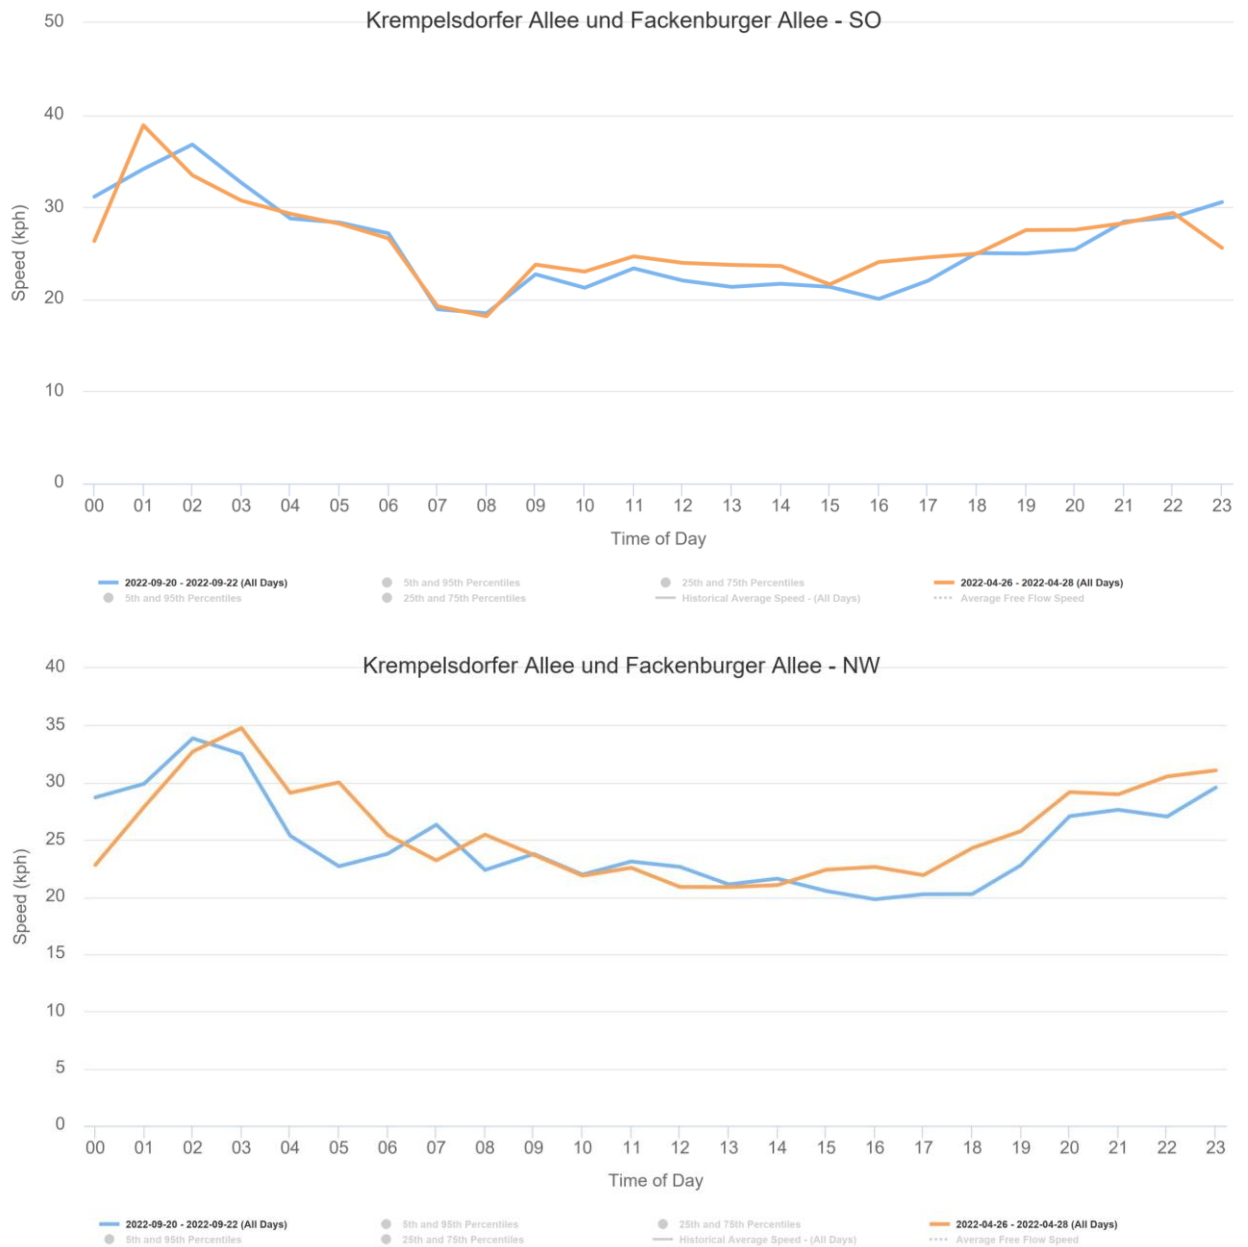 Krempelsdorfer Allee und Fackenburger Allee - SO
50
40
30
20
10
0
Speed (kph)
00 01 02 03 04 05 06 07 08 09 10 11 12 13 14 15 16 17 18 19 20 21 22 23
Time of Day
2022-09-20 - 2022-09-22 (All Days) 5th and 95th Percentiles 25th and 75th Percentiles 2022-04-26 - 2022-04-28 (All Days)
5th and 95th Percentiles 25th and 75th Percentiles Historical Average Speed - (All Days) Average Free Flow Speed
Krempelsdorfer Allee und Fackenburger Allee - NW
40
35
30
25
20
15
10
5
0
Speed (kph)
00 01 02 03 04 05 06 07 08 09 10 11 12 13 14 15 16 17 18 19 20 21 22 23
Time of Day
2022-09-20 - 2022-09-22 (All Days) 5th and 95th Percentiles 25th and 75th Percentiles 2022-04-26 - 2022-04-28 (All Days)
5th and 95th Percentiles 25th and 75th Percentiles Historical Average Speed - (All Days) Average Free Flow Speed